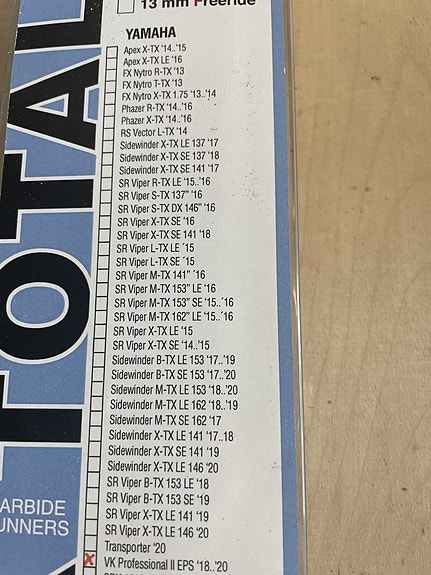 13 mm Freeride
YAMAHA
Apex X-TX '14..'15
Apex X-TX LE '16
FX Nytro R-TX '13
FX Nytro T-TX '13
FX Nytro X-TX 1.75 '13..'14
Phazer R-TX '14..'16
Phazer X-TX '14..'16
RS Vector L-TX '14
Sidewinder X-TX LE 137 '17
Sidewinder X-TX SE 137 '18
Sidewinder X-TX SE 141 '17
SR Viper R-TX LE '15..'16
SR Viper S-TX 137" '16
SR Viper S-TX DX 146" '16
SR Viper X-TX SE '16
SR Viper X-TX SE 141 '18
SR Viper L-TX LE ´15
SR Viper L-TX SE ´15
SR Viper M-TX 141" ´16
SR Viper M-TX 153" LE '16
SR Viper M-TX 153" SE '15..´16
SR Viper M-TX 162" LE '15..´16
SR Viper X-TX LE '15
SR Viper X-TX SE '14..'15
Sidewinder B-TX LE 153 '17..'19
Sidewinder B-TX SE 153 '17..'20
Sidewinder M-TX LE 153 '18..'20
Sidewinder M-TX LE 162 '18..'19
Sidewinder M-TX SE 162 '17
Sidewinder X-TX LE 141 '17..'18
Sidewinder X-TX SE 141 '19
Sidewinder X-TX LE 146 '20
SR Viper B-TX 153 LE '18
SR Viper B-TX 153 SE '19
SR Viper X-TX LE 141 '19
SR Viper X-TX LE 146 '20
Transporter '20
VK Professional II EPS '18..'20
TOTAL
ARBIDE
UNNERS